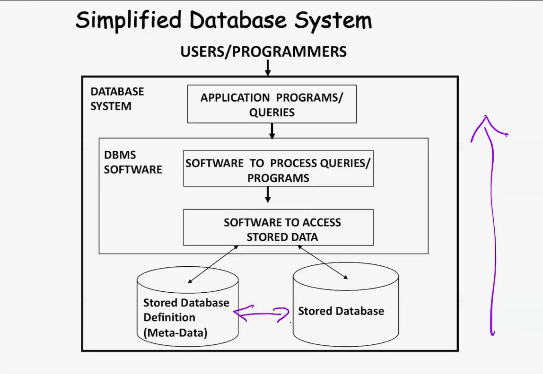 Simplified Database System
USERS/PROGRAMMERS
DATABASE
SYSTEM
APPLICATION PROGRAMS/
QUERIES
DBMS
SOFTWARE
SOFTWARE TO PROCESS QUERIES/
PROGRAMS
SOFTWARE TO ACCESS
STORED DATA
Stored Database
Definition
(Meta-Data)
Stored Database